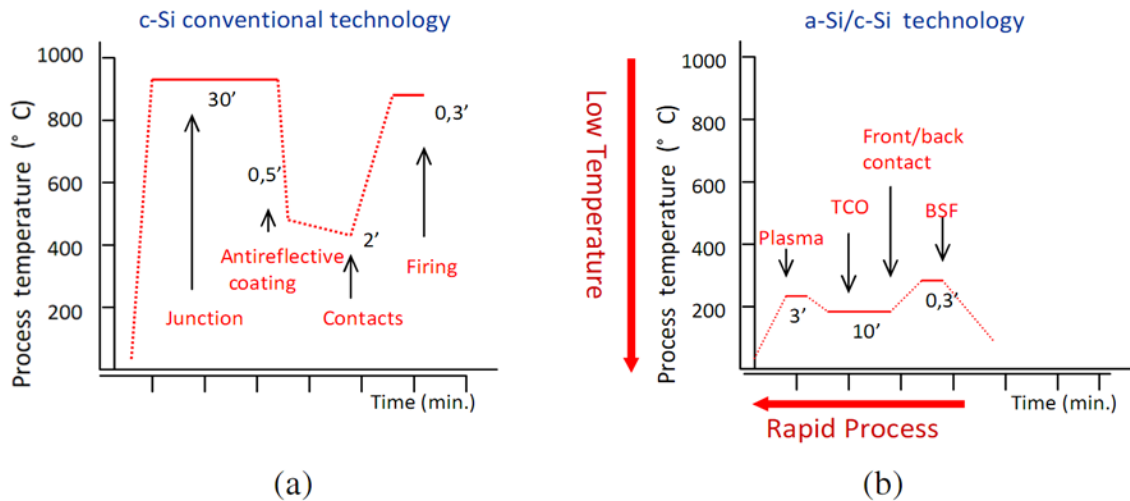 c-Si conventional technology
Process temperature (° C)
1000
800
600
400
200
30’
0,5’
2’
0,3’
Junction
Antireflective
coating
Contacts
Firing
Time (min.)
(a)
a-Si/c-Si technology
Low Temperature
Process temperature (° C)
1000
800
600
400
200
Front/back
contact
TCO
BSF
Plasma
3’
10’
0,3’
Time (min.)
Rapid Process
(b)